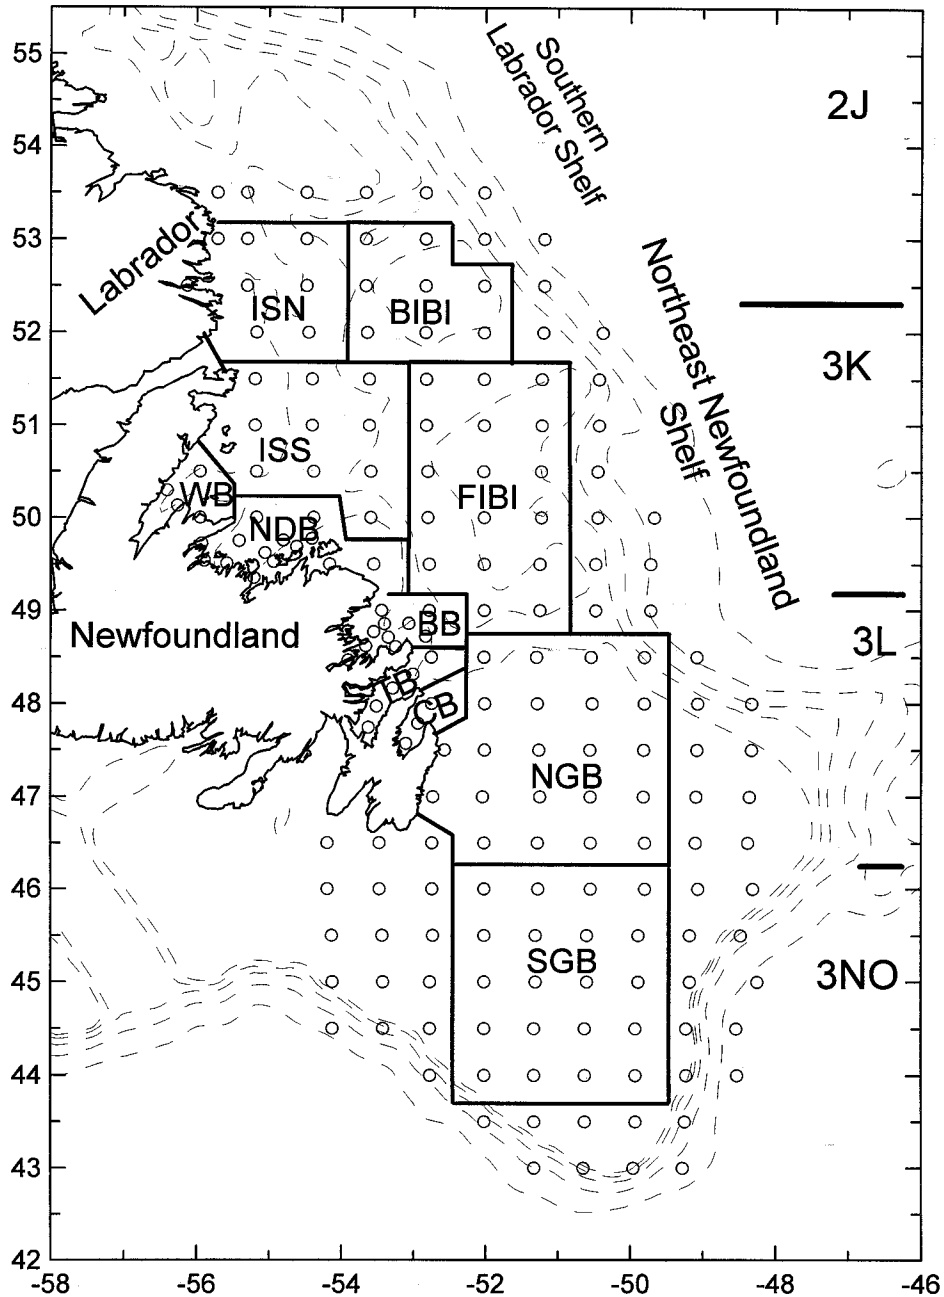 55
54
53
52
51
50
49
48
47
46
45
44
43
42
-58
-56
-54
-52
-50
-48
-46
Southern
Labrador Shelf
2J
Labrador
Northeast Newfoundland
Shelf
ISN
BIBI
3K
ISS
WB
FIBI
NDB
Newfoundland
BB
3L
TB
CB
NGB
SGB
3NO